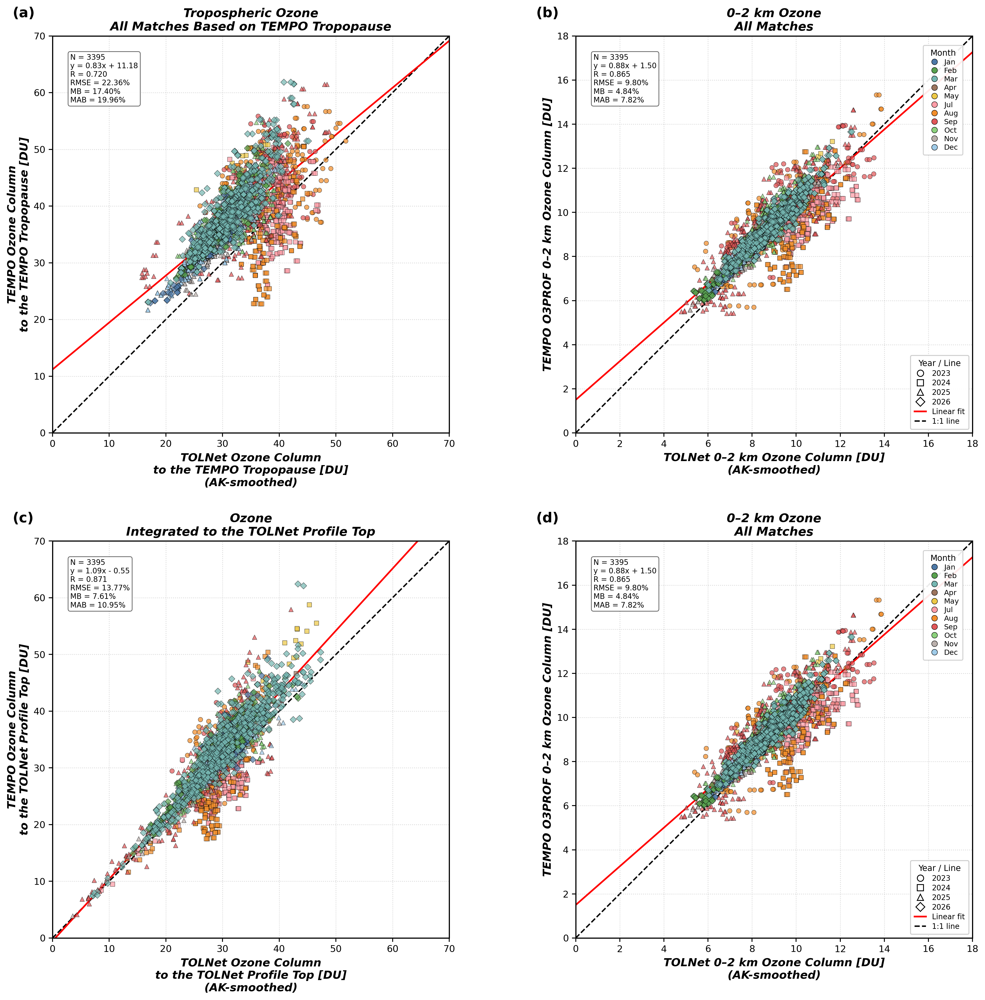 (a)
Tropospheric Ozone
All Matches Based on TEMPO Tropopause
N = 3395
y = 0.83x + 11.18
R = 0.720
RMSE = 22.36%
MB = 17.40%
MAB = 19.96%
TEMPO Ozone Column
to the TEMPO Tropopause [DU]
70
60
50
40
30
20
10
0
0 10 20 30 40 50 60 70
TOLNet Ozone Column
to the TEMPO Tropopause [DU]
(AK-smoothed)
(b)
0–2 km Ozone
All Matches
N = 3395
y = 0.88x + 1.50
R = 0.865
RMSE = 9.80%
MB = 4.84%
MAB = 7.82%
Month
Jan
Feb
Mar
Apr
May
Jul
Aug
Sep
Oct
Nov
Dec
TEMPO O3PROF 0–2 km Ozone Column [DU]
18
16
14
12
10
8
6
4
2
0
Year / Line
2023
2024
2025
2026
Linear fit
1:1 line
0 2 4 6 8 10 12 14 16 18
TOLNet 0–2 km Ozone Column [DU]
(AK-smoothed)
(c)
Ozone
Integrated to the TOLNet Profile Top
N = 3395
y = 1.09x - 0.55
R = 0.871
RMSE = 13.77%
MB = 7.61%
MAB = 10.95%
TEMPO Ozone Column
to the TOLNet Profile Top [DU]
70
60
50
40
30
20
10
0
0 10 20 30 40 50 60 70
TOLNet Ozone Column
to the TOLNet Profile Top [DU]
(AK-smoothed)
(d)
0–2 km Ozone
All Matches
N = 3395
y = 0.88x + 1.50
R = 0.865
RMSE = 9.80%
MB = 4.84%
MAB = 7.82%
Month
Jan
Feb
Mar
Apr
May
Jul
Aug
Sep
Oct
Nov
Dec
TEMPO O3PROF 0–2 km Ozone Column [DU]
18
16
14
12
10
8
6
4
2
0
Year / Line
2023
2024
2025
2026
Linear fit
1:1 line
0 2 4 6 8 10 12 14 16 18
TOLNet 0–2 km Ozone Column [DU]
(AK-smoothed)